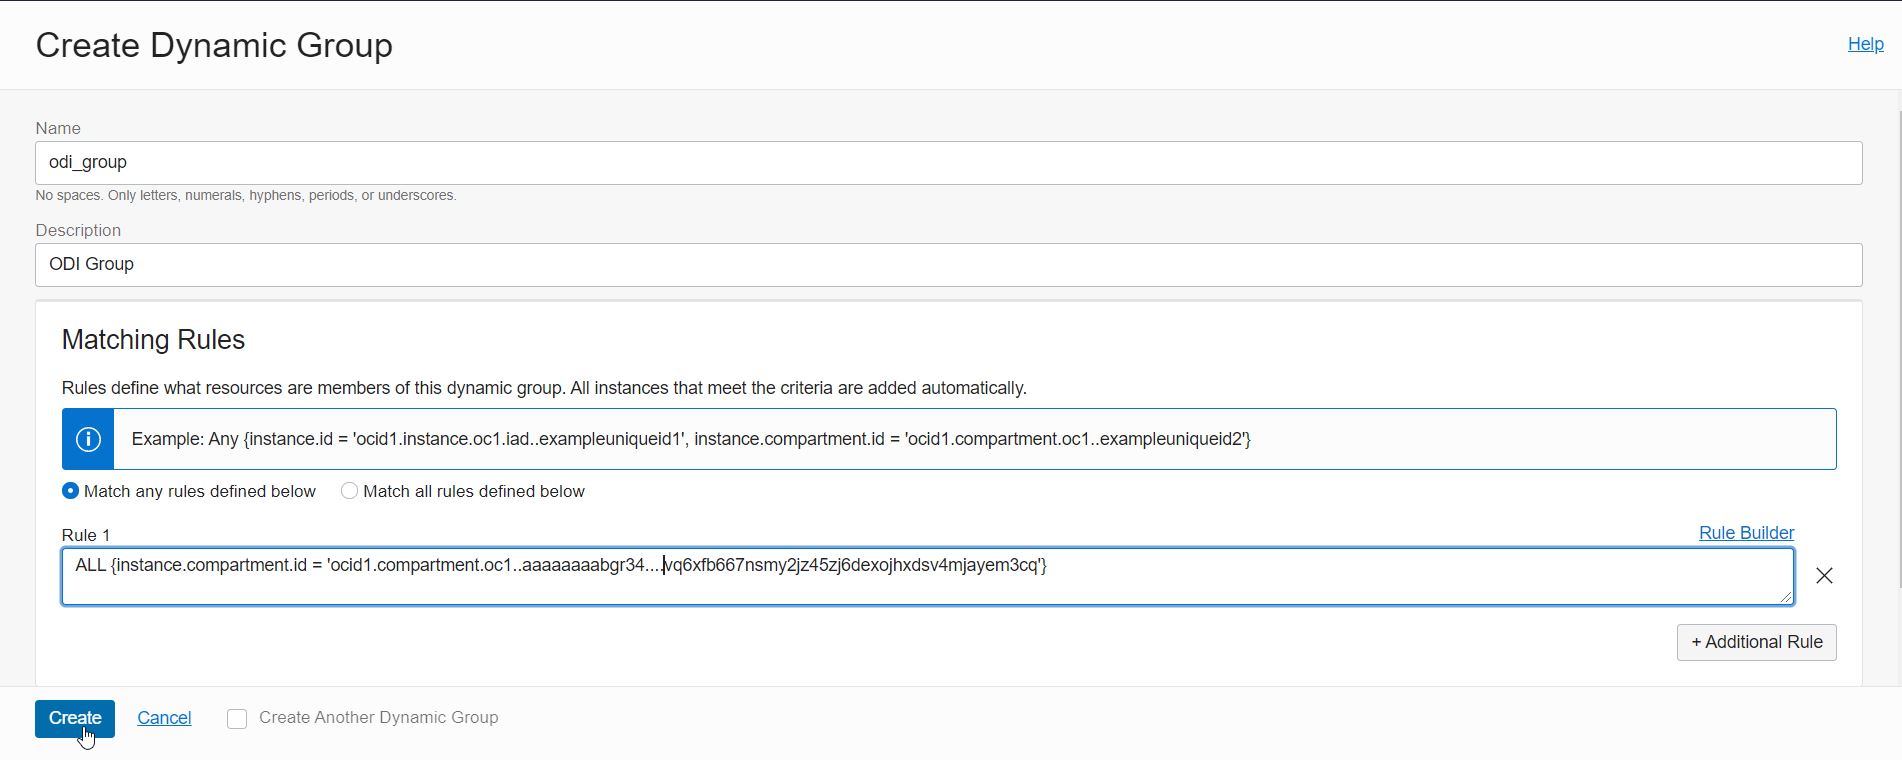 Create Dynamic Group
Help
Name
odi_group
No spaces. Only letters, numerals, hyphens, periods, or underscores.
Description
ODI Group
Matching Rules
Rules define what resources are members of this dynamic group. All instances that meet the criteria are added automatically.
Example: Any {instance.id = 'ocid1.instance.oc1.iad..exampleuniqueid1', instance.compartment.id = 'ocid1.compartment.oc1..exampleuniqueid2'}
Match any rules defined below Match all rules defined below
Rule 1 Rule Builder
ALL {instance.compartment.id = 'ocid1.compartment.oc1..aaaaaaaabgr34....vq6xfb667nsmy2jz45zj6dexojhxdsv4mjayem3cq'}
+ Additional Rule
Create Cancel Create Another Dynamic Group